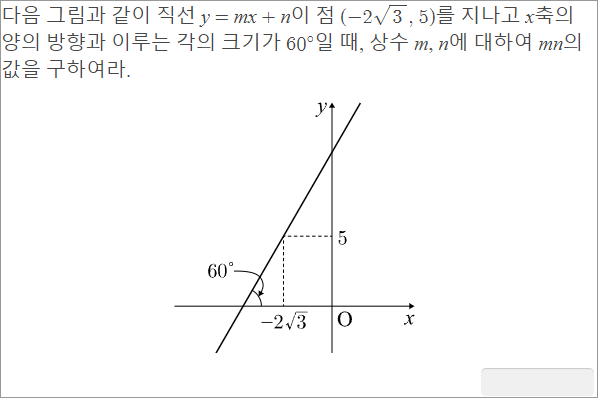 다음 그림과 같이 직선 y = mx + n이 점 (−2√3 , 5)를 지나고 x축의
양의 방향과 이루는 각의 크기가 60°일 때, 상수 m, n에 대하여 mn의
값을 구하여라.
y
5
60°
−2√3
O
x